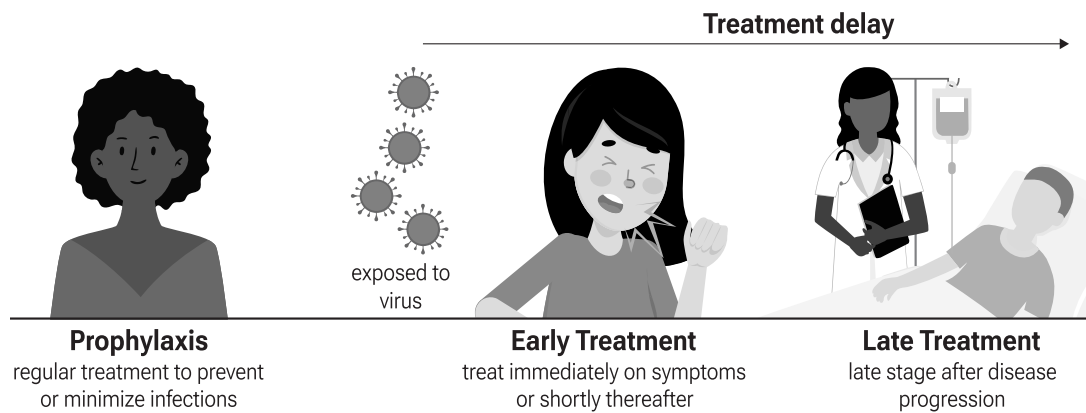 Treatment delay
exposed to
virus
Prophylaxis
regular treatment to prevent
or minimize infections
Early Treatment
treat immediately on symptoms
or shortly thereafter
Late Treatment
late stage after disease
progression